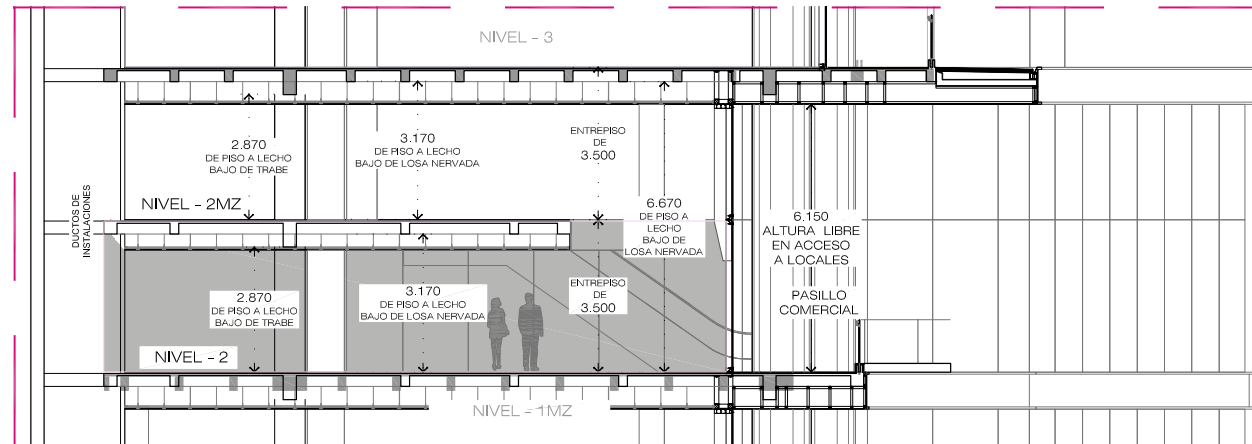 NIVEL - 3
2.870
DE PISO A LECHO
BAJO DE TRABE
3.170
DE PISO A LECHO
BAJO DE LOSA NERVADA
ENTREPISO
DE
3.500
NIVEL - 2MZ
DUCTOS DE
INSTALACIONES
6.670
DE PISO A
LECHO
BAJO DE
LOSA NERVADA
6.150
ALTURA LIBRE
EN ACCESO
A LOCALES
PASILLO
COMERCIAL
2.870
DE PISO A LECHO
BAJO DE TRABE
3.170
DE PISO A LECHO
BAJO DE LOSA NERVADA
ENTREPISO
DE
3.500
NIVEL - 2
NIVEL - 1MZ